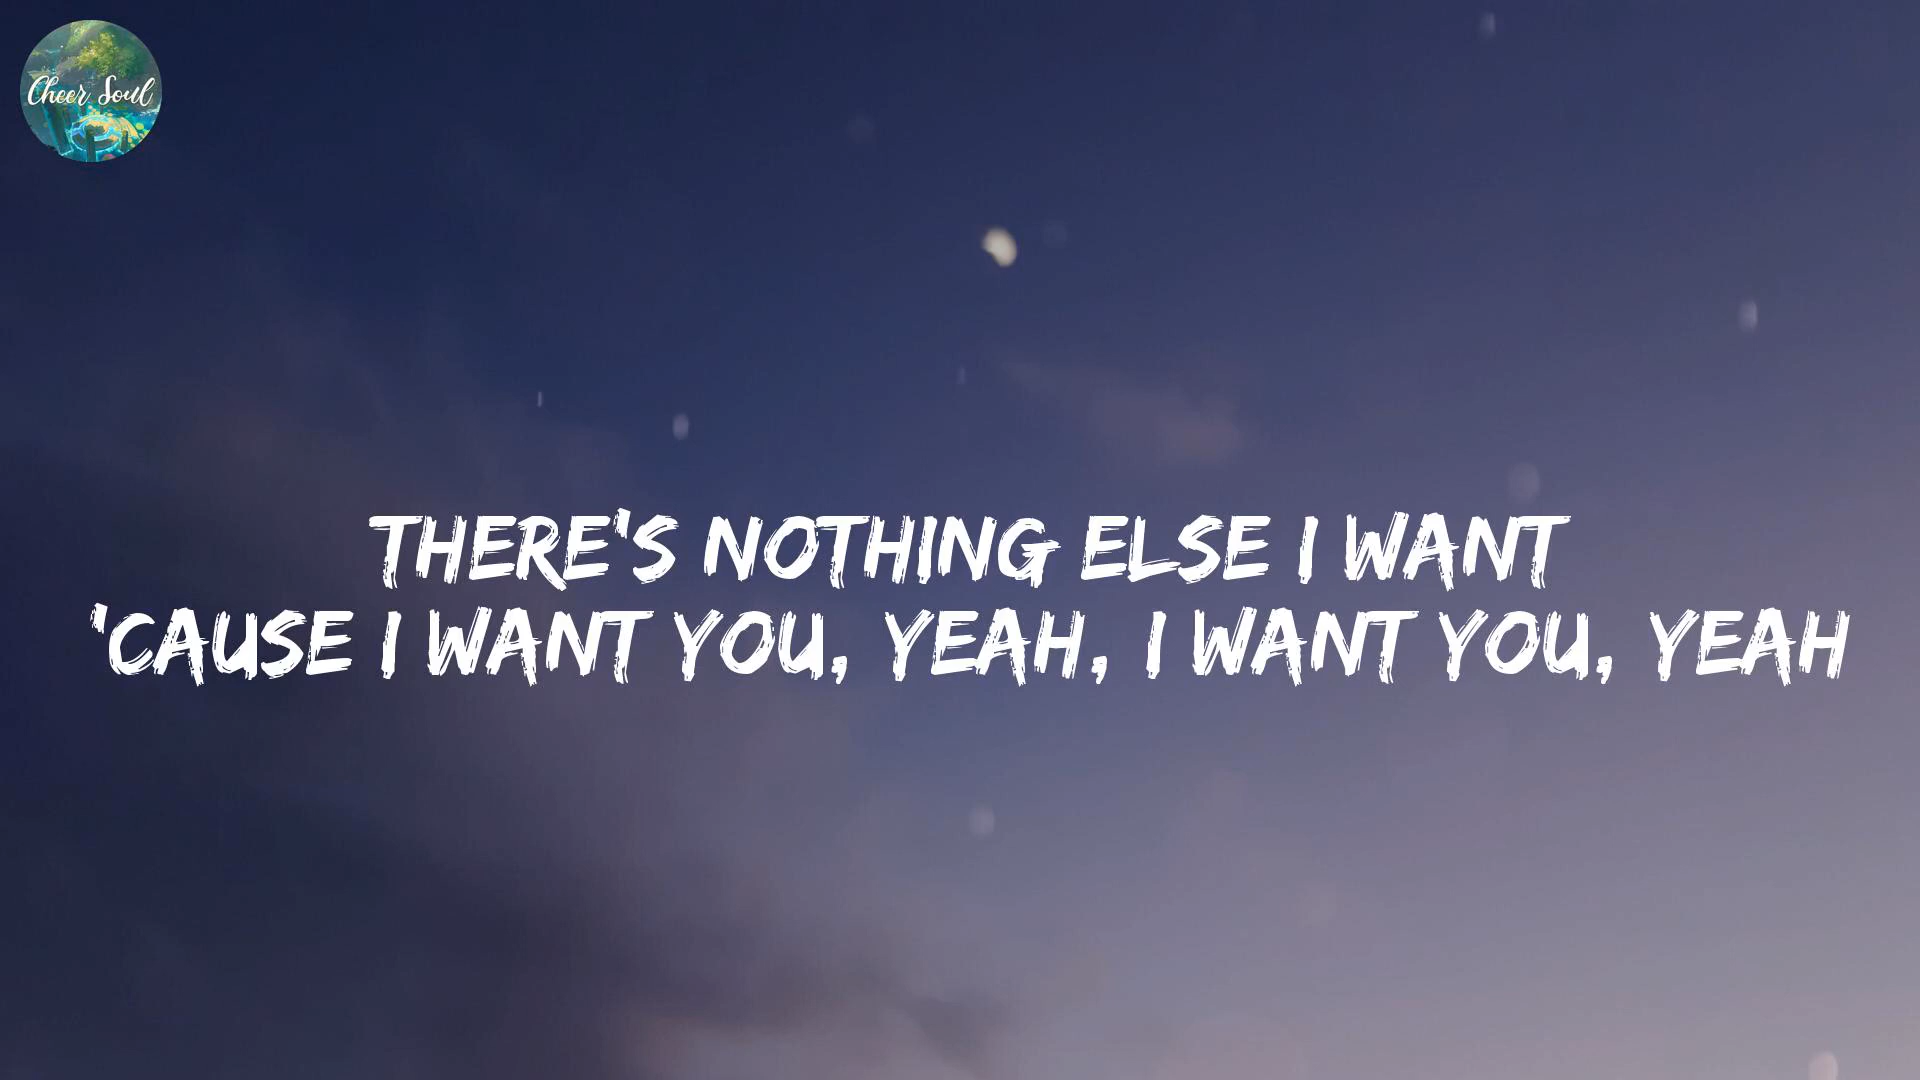 Cheer Soul
THERE'S NOTHING ELSE I WANT
'CAUSE I WANT YOU, YEAH, I WANT YOU, YEAH